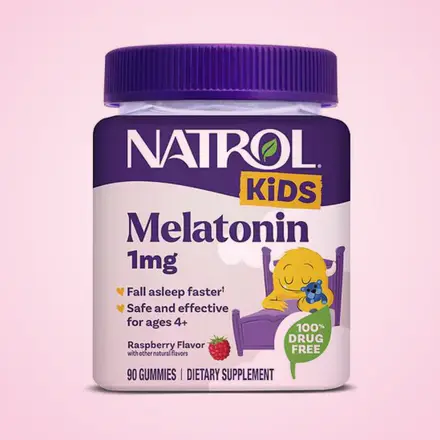 NATROL®
KiDS
Melatonin
1mg
Fall asleep faster†
Safe and effective
for ages 4+
Raspberry Flavor
with other natural flavors
100%
DRUG
FREE
90 GUMMIES | DIETARY SUPPLEMENT